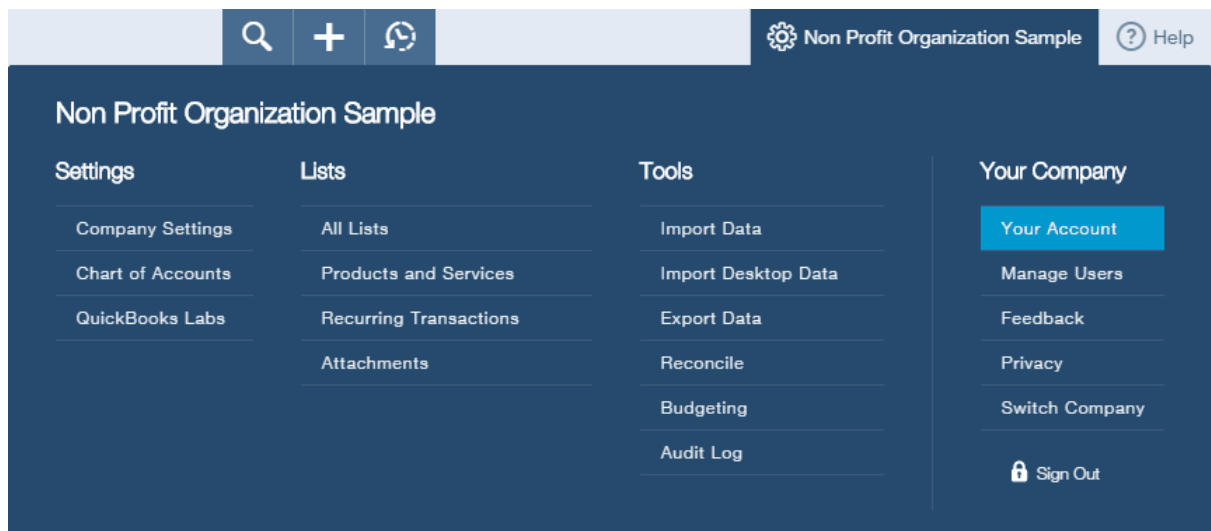 Non Profit Organization Sample
? Help
Non Profit Organization Sample
Settings
Company Settings
Chart of Accounts
QuickBooks Labs
Lists
All Lists
Products and Services
Recurring Transactions
Attachments
Tools
Import Data
Import Desktop Data
Export Data
Reconcile
Budgeting
Audit Log
Your Company
Your Account
Manage Users
Feedback
Privacy
Switch Company
Sign Out